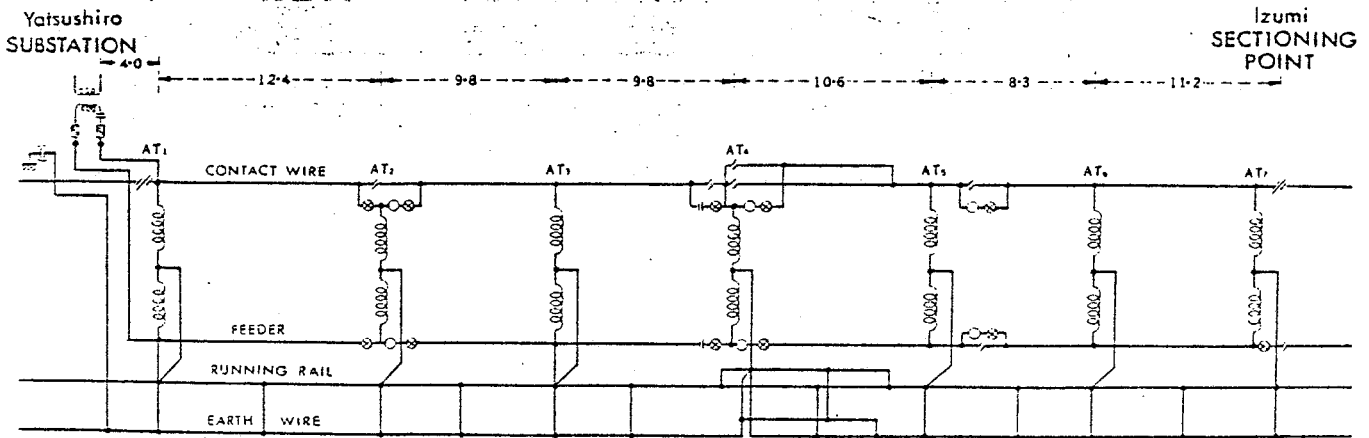 Yatsushiro
SUBSTATION
Izumi
SECTIONING
POINT
4·0
12·4
9·8
9·8
10·6
8·3
11·2
AT1
AT2
AT3
AT4
AT5
AT6
AT7
CONTACT WIRE
FEEDER
RUNNING RAIL
EARTH WIRE